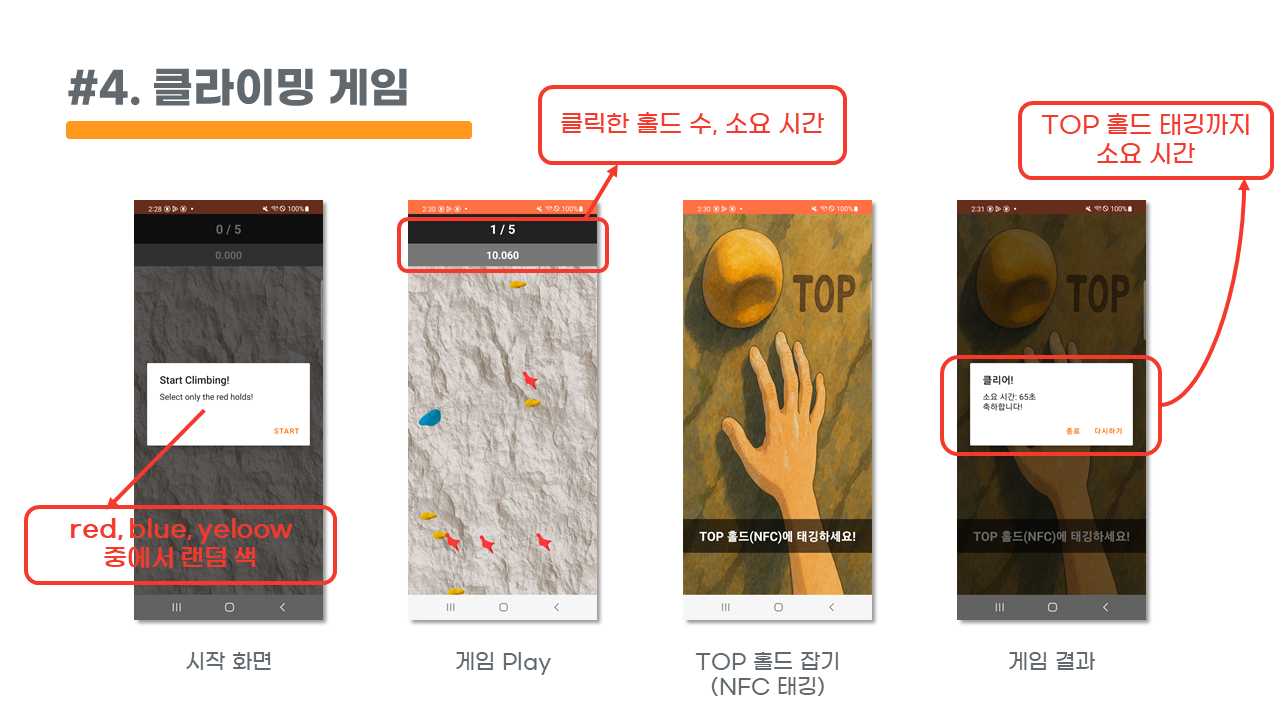 #4. 클라이밍 게임
클릭한 홀드 수, 소요 시간
TOP 홀드 태깅까지
소요 시간
2:28
100%
0 / 5
0.000
Start Climbing!
Select only the red holds!
START
red, blue, yeloow
중에서 랜덤 색
시작 화면
2:30
100%
1 / 5
10.060
게임 Play
2:30
100%
TOP
TOP 홀드(NFC)에 태깅하세요!
TOP 홀드 잡기
(NFC 태깅)
2:31
100%
TOP
클리어!
소요 시간: 65초
축하합니다!
종료 다시하기
TOP 홀드(NFC)에 태깅하세요!
게임 결과